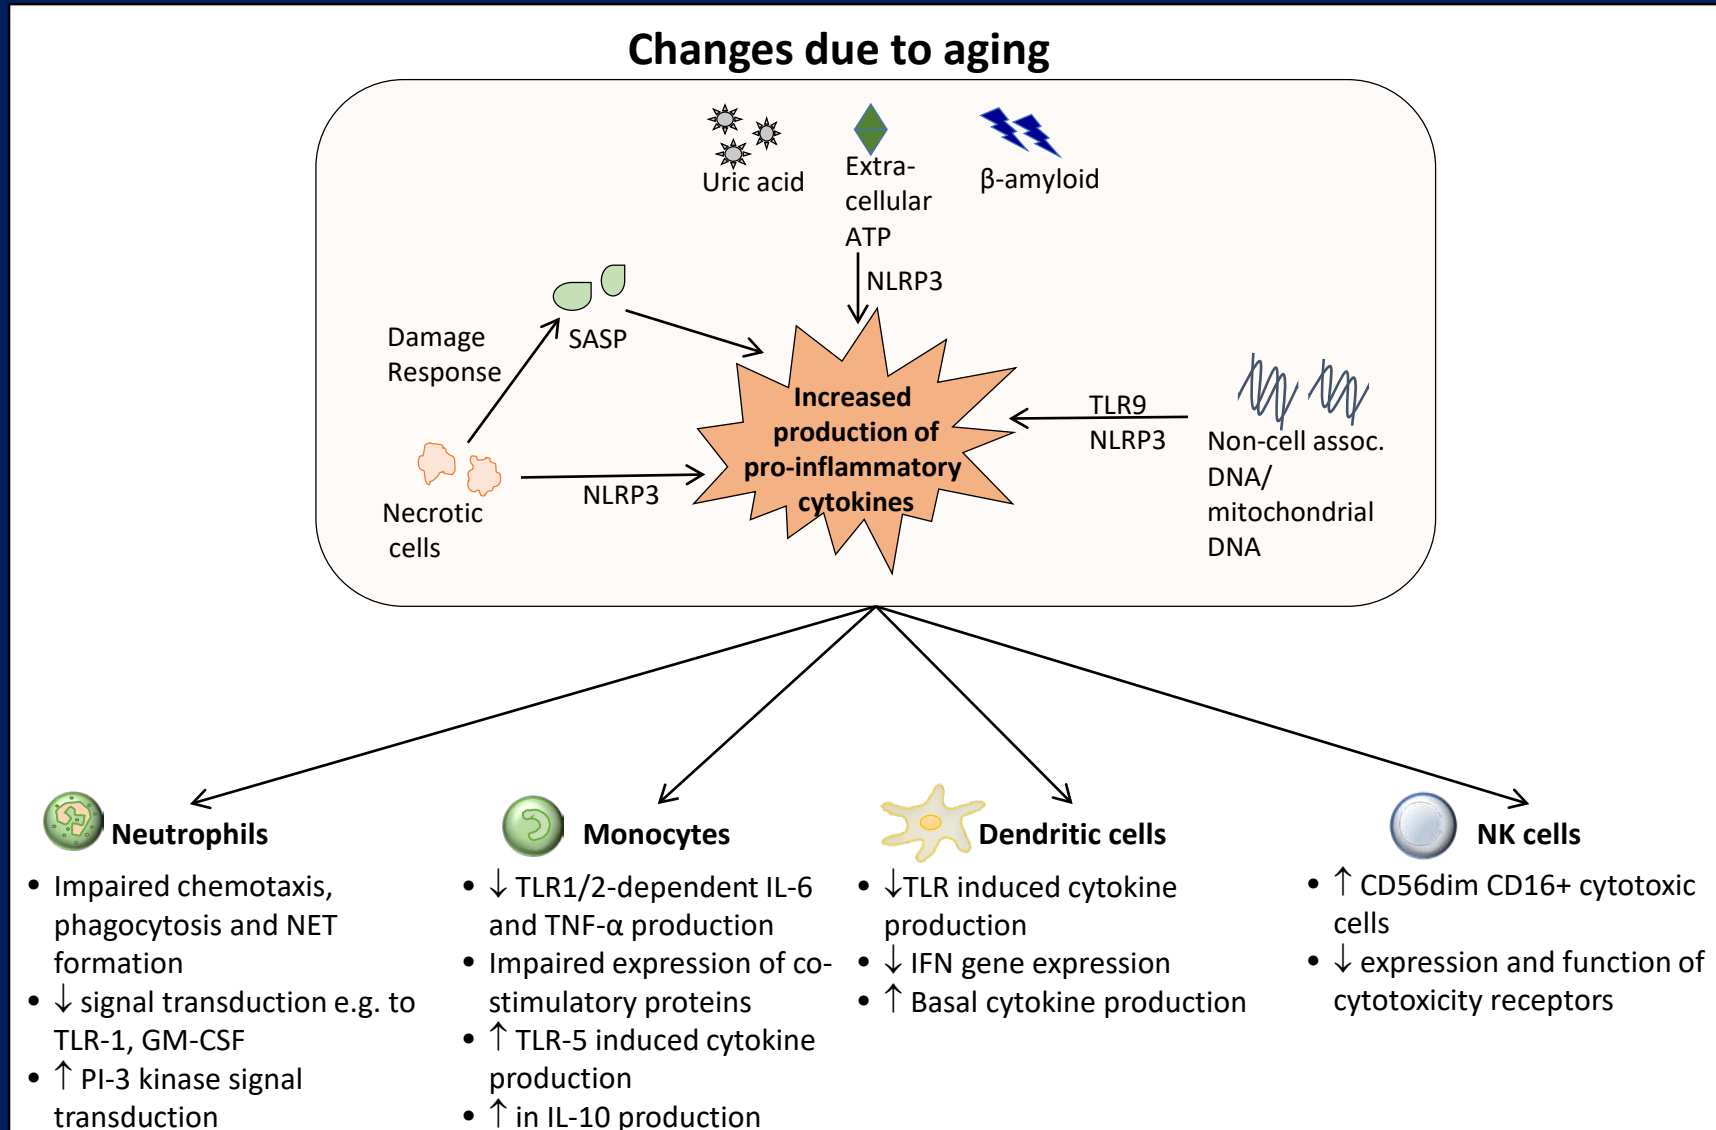 Changes due to aging
Uric acid
Extra-
cellular
ATP
β-amyloid
NLRP3
Damage
Response
SASP
Necrotic
cells
NLRP3
Increased
production of
pro-inflammatory
cytokines
TLR9
NLRP3
Non-cell assoc.
DNA/
mitochondrial
DNA
Neutrophils
• Impaired chemotaxis,
phagocytosis and NET
formation
• ↓ signal transduction e.g. to
TLR-1, GM-CSF
• ↑ PI-3 kinase signal
transduction
Monocytes
• ↓ TLR1/2-dependent IL-6
and TNF-α production
• Impaired expression of co-
stimulatory proteins
• ↑ TLR-5 induced cytokine
production
• ↑ in IL-10 production
Dendritic cells
• ↓TLR induced cytokine
production
• ↓ IFN gene expression
• ↑ Basal cytokine production
NK cells
• ↑ CD56dim CD16+ cytotoxic
cells
• ↓ expression and function of
cytotoxicity receptors